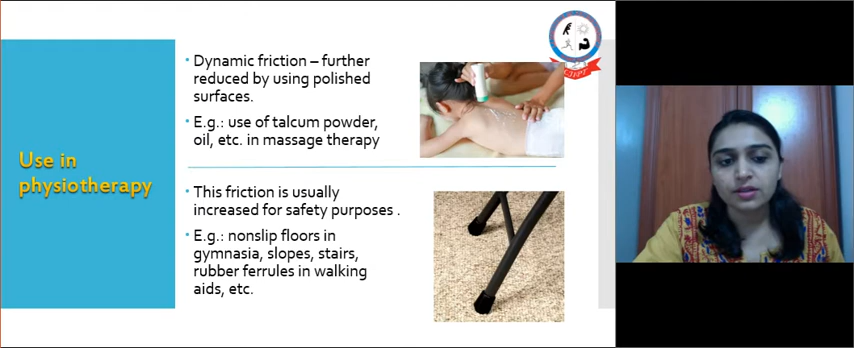 Use in
physiotherapy
• Dynamic friction – further
reduced by using polished
surfaces.
• E.g.: use of talcum powder,
oil, etc. in massage therapy
• This friction is usually
increased for safety purposes .
• E.g.: nonslip floors in
gymnasia, slopes, stairs,
rubber ferrules in walking
aids, etc.